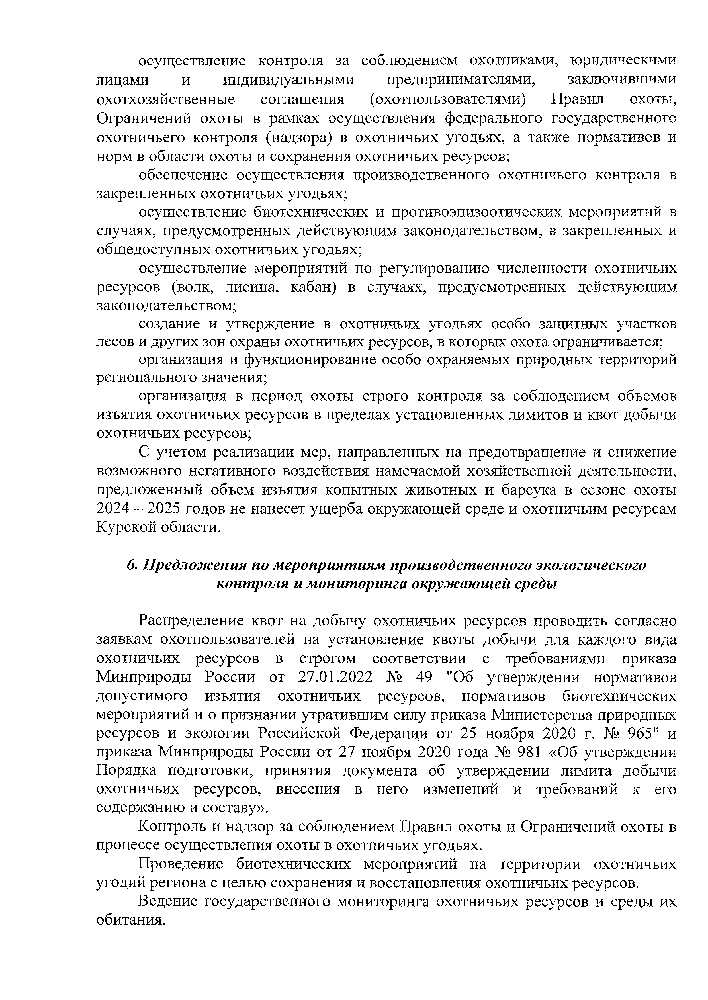 осуществление контроля за соблюдением охотниками, юридическими
лицами и индивидуальными предпринимателями, заключившими
охотхозяйственные соглашения (охотпользователями) Правил охоты,
Ограничений охоты в рамках осуществления федерального государственного
охотничьего контроля (надзора) в охотничьих угодьях, а также нормативов и
норм в области охоты и сохранения охотничьих ресурсов;
обеспечение осуществления производственного охотничьего контроля в
закрепленных охотничьих угодьях;
осуществление биотехнических и противоэпизоотических мероприятий в
случаях, предусмотренных действующим законодательством, в закрепленных и
общедоступных охотничьих угодьях;
осуществление мероприятий по регулированию численности охотничьих
ресурсов (волк, лисица, кабан) в случаях, предусмотренных действующим
законодательством;
создание и утверждение в охотничьих угодьях особо защитных участков
лесов и других зон охраны охотничьих ресурсов, в которых охота ограничивается;
организация и функционирование особо охраняемых природных территорий
регионального значения;
организация в период охоты строго контроля за соблюдением объемов
изъятия охотничьих ресурсов в пределах установленных лимитов и квот добычи
охотничьих ресурсов;
С учетом реализации мер, направленных на предотвращение и снижение
возможного негативного воздействия намечаемой хозяйственной деятельности,
предложенный объем изъятия копытных животных и барсука в сезоне охоты
2024 – 2025 годов не нанесет ущерба окружающей среде и охотничьим ресурсам
Курской области.
6. Предложения по мероприятиям производственного экологического
контроля и мониторинга окружающей среды
Распределение квот на добычу охотничьих ресурсов проводить согласно
заявкам охотпользователей на установление квоты добычи для каждого вида
охотничьих ресурсов в строгом соответствии с требованиями приказа
Минприроды России от 27.01.2022 № 49 "Об утверждении нормативов
допустимого изъятия охотничьих ресурсов, нормативов биотехнических
мероприятий и о признании утратившим силу приказа Министерства природных
ресурсов и экологии Российской Федерации от 25 ноября 2020 г. № 965" и
приказа Минприроды России от 27 ноября 2020 года № 981 «Об утверждении
Порядка подготовки, принятия документа об утверждении лимита добычи
охотничьих ресурсов, внесения в него изменений и требований к его
содержанию и составу».
Контроль и надзор за соблюдением Правил охоты и Ограничений охоты в
процессе осуществления охоты в охотничьих угодьях.
Проведение биотехнических мероприятий на территории охотничьих
угодий региона с целью сохранения и восстановления охотничьих ресурсов.
Ведение государственного мониторинга охотничьих ресурсов и среды их
обитания.